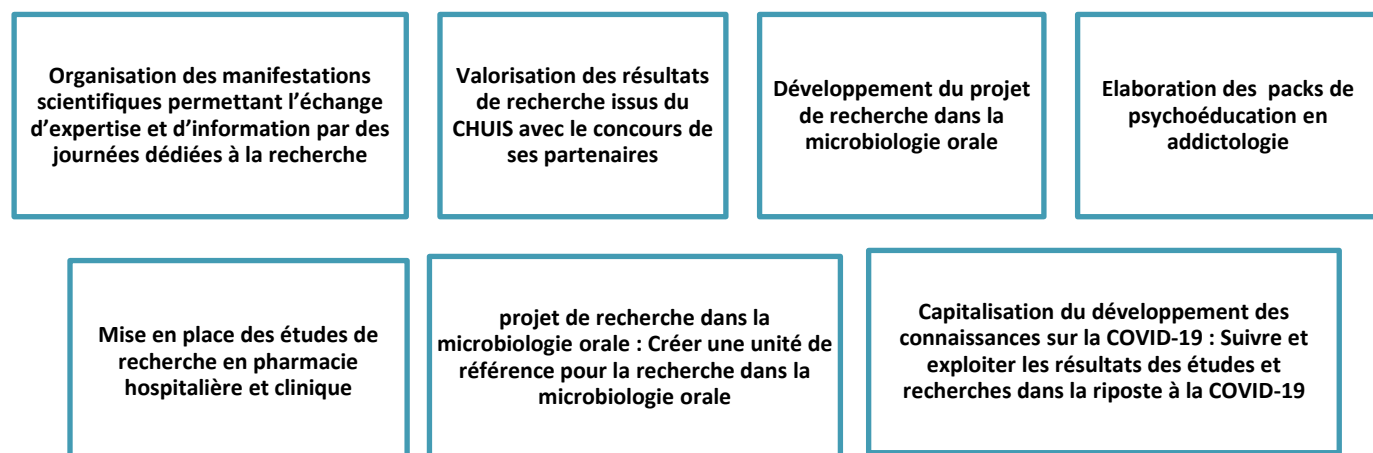 Organisation des manifestations
scientifiques permettant l’échange
d’expertise et d’information par des
journées dédiées à la recherche
Valorisation des résultats
de recherche issus du
CHUIS avec le concours de
ses partenaires
Développement du projet
de recherche dans la
microbiologie orale
Elaboration des  packs de
psychoéducation en
addictologie
Mise en place des études de
recherche en pharmacie
hospitalière et clinique
projet de recherche dans la
microbiologie orale : Créer une unité de
référence pour la recherche dans la
microbiologie orale
Capitalisation du développement des
connaissances sur la COVID-19 : Suivre et
exploiter les résultats des études et
recherches dans la riposte à la COVID-19